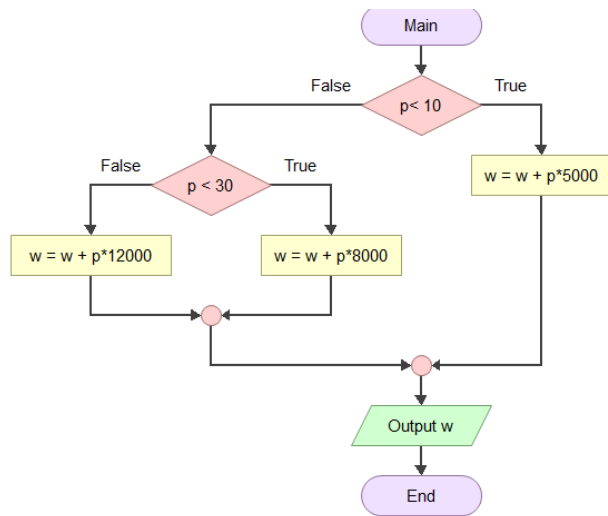 Main
False
True
p< 10
False
True
p < 30
w = w + p*5000
w = w + p*12000
w = w + p*8000
Output w
End